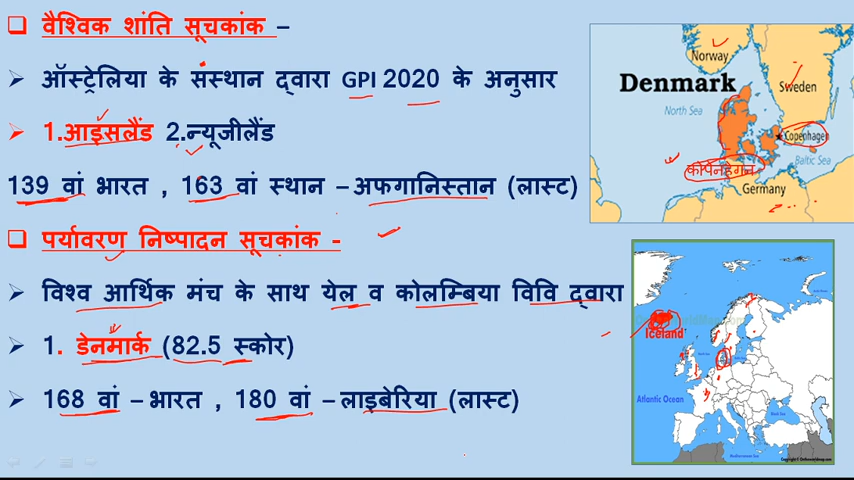 वैश्विक शांति सूचकांक –
ऑस्ट्रेलिया के संस्थान द्वारा GPI 2020 के अनुसार
1.आइसलैंड 2.न्यूजीलैंड
139 वां भारत , 163 वां स्थान – अफगानिस्तान (लास्ट)
पर्यावरण निष्पादन सूचकांक -
विश्व आर्थिक मंच के साथ येल व कोलम्बिया विवि द्वारा
1. डेनमार्क (82.5 स्कोर)
168 वां – भारत , 180 वां – लाइबेरिया (लास्ट)
Norway
Denmark
Sweden
North Sea
Copenhagen
Baltic Sea
कोपेनहेगन
Germany
Iceland
Atlantic Ocean